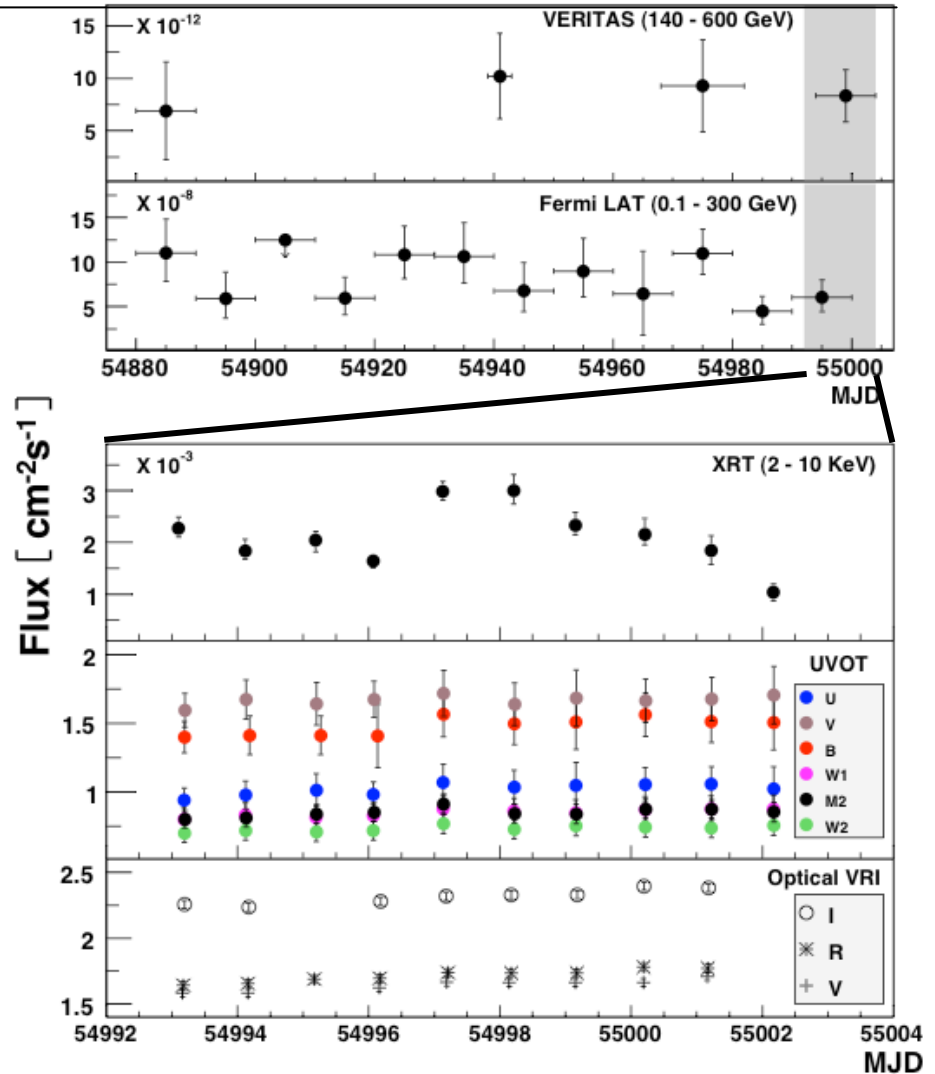 X 10-12
VERITAS (140 - 600 GeV)
15
10
5
X 10-8
Fermi LAT (0.1 - 300 GeV)
15
10
5
54880 54900 54920 54940 54960 54980 55000
MJD
Flux [ cm-2s-1 ]
X 10-3
XRT (2 - 10 KeV)
3
2
1
2
1.5
1
UVOT
U
V
B
W1
M2
W2
2.5
2
1.5
Optical VRI
I
R
V
54992 54994 54996 54998 55000 55002 55004
MJD